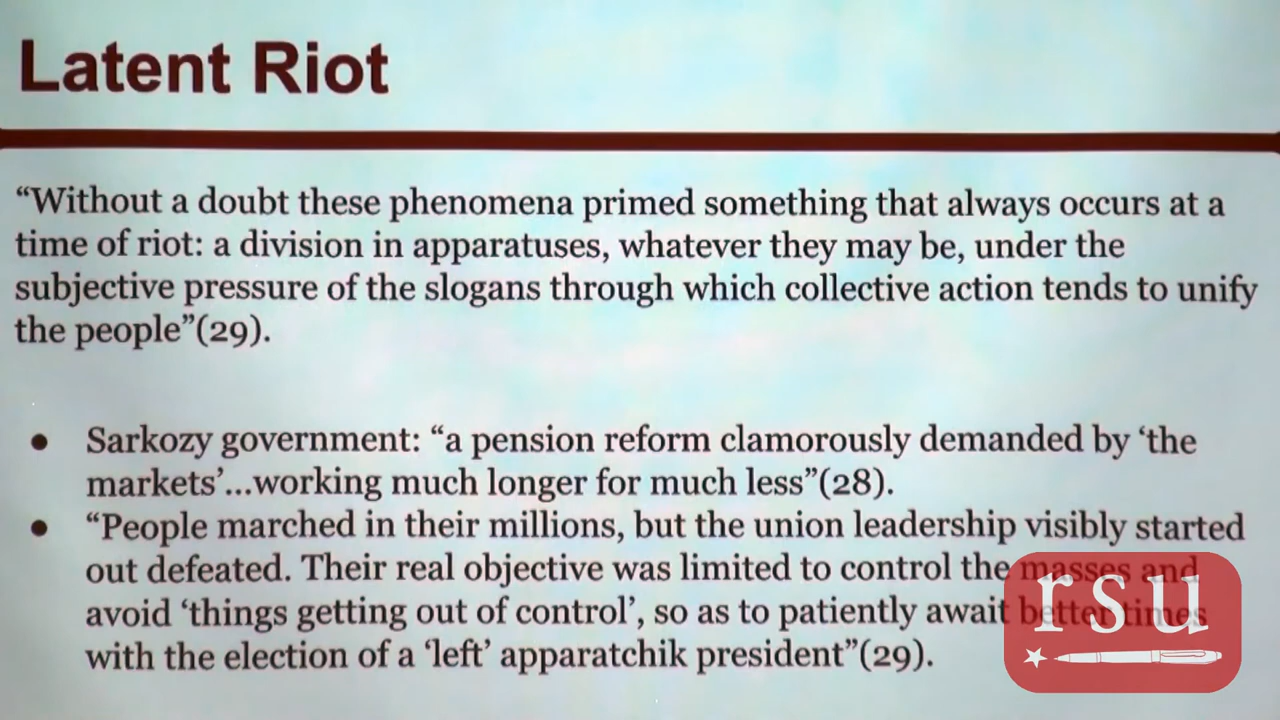 Latent Riot
“Without a doubt these phenomena primed something that always occurs at a
time of riot: a division in apparatuses, whatever they may be, under the
subjective pressure of the slogans through which collective action tends to unify
the people”(29).
● Sarkozy government: “a pension reform clamorously demanded by ‘the
markets’...working much longer for much less”(28).
● “People marched in their millions, but the union leadership visibly started
out defeated. Their real objective was limited to control the masses and
avoid ‘things getting out of control’, so as to patiently await better times
with the election of a ‘left’ apparatchik president”(29).
rsu